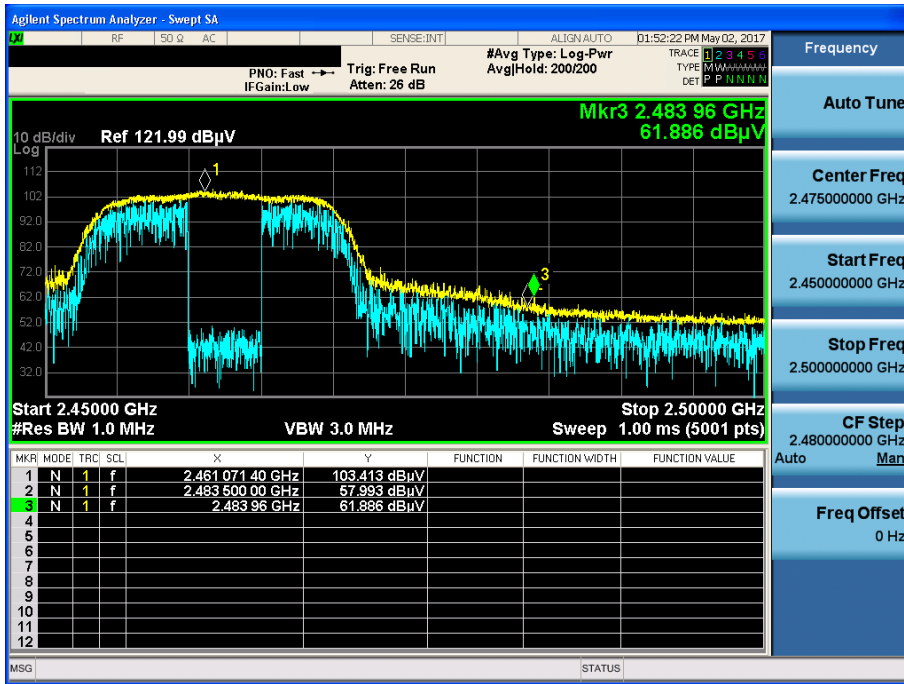 Agilent Spectrum Analyzer - Swept SA
LXI RF 50 Ω AC SENSE:INT ALIGN AUTO 01:52:22 PM May 02, 2017
PNO: Fast Trig: Free Run #Avg Type: Log-Pwr TRACE 1 2 3 4 5 6
IFGain:Low Atten: 26 dB Avg|Hold: 200/200 TYPE M W W W W W
DET P P N N N N
Frequency
Mkr3 2.483 96 GHz
61.886 dBµV
10 dB/div Ref 121.99 dBµV
Log
112
102
92.0
82.0
72.0
62.0
52.0
42.0
32.0
1
3
Start 2.45000 GHz Stop 2.50000 GHz
#Res BW 1.0 MHz VBW 3.0 MHz Sweep 1.00 ms (5001 pts)
MKR MODE TRC SCL X Y FUNCTION FUNCTION WIDTH FUNCTION VALUE
1 N 1 f 2.461 071 40 GHz 103.413 dBµV
2 N 1 f 2.483 500 00 GHz 57.993 dBµV
3 N 1 f 2.483 96 GHz 61.886 dBµV
4
5
6
7
8
9
10
11
12
Auto Tune
Center Freq
2.475000000 GHz
Start Freq
2.450000000 GHz
Stop Freq
2.500000000 GHz
CF Step
2.480000000 GHz
Auto Man
Freq Offset
0 Hz
MSG STATUS